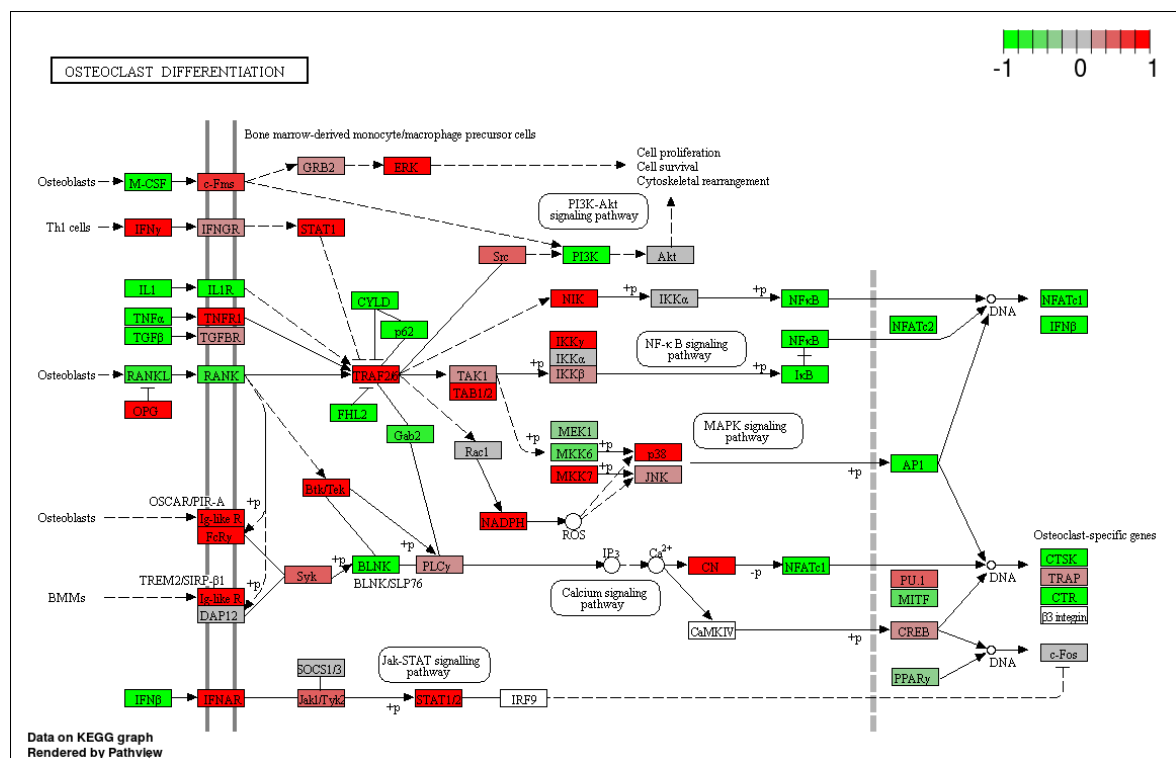 -1 0 1
OSTEOCLAST DIFFERENTIATION
Bone marrow-derived monocyte/macrophage precursor cells
GRB2
ERK
Cell proliferation
Cell survival
Cytoskeletal rearrangement
Osteoblasts
M-CSF
c-Fms
PI3K-Akt
signaling pathway
Th1 cells
IFNγ
IFNGR
STAT1
Src
PI3K
Akt
IL1
IL1R
CYLD
NIK
+p
IKKα
+p
NFκB
DNA
NFATc1
TNFα
TNFR1
p62
NFATc2
IFNβ
TGFβ
TGFBR
IKKγ
NF-κB signaling
pathway
NFκB
IKKα
Osteoblasts
RANKL
RANK
TRAF26
TAK1
+p
IKKβ
IκB
TAB1/2
OPG
FHL2
Gab2
Rac1
+p
MEK1
MKK6
+p
p38
MAPK signaling
pathway
MKK7
+p
JNK
+p
AP1
Btk/Tek
OSCAR/PIR-A
+p
Osteoblasts
Ig-like R
FcRγ
NADPH
ROS
Osteoclast-specific genes
TREM2/SIRP-β1
+p
Syk
+p
BLNK
BLNK/SLP76
+p
PLCγ
IP3
Ca2+
CN
-p
NFATc1
DNA
CTSK
PU.1
TRAP
BMMs
Ig-like R
DAP12
Calcium signaling
pathway
MITF
CTR
β3 integrin
CaMKIV
+p
CREB
DNA
c-Fos
PPARγ
Jak-STAT signalling
pathway
SOCS1/3
IFNβ
IFNAR
Jak1/Tyk2
+p
STAT1/2
IRF9
Data on KEGG graph
Rendered by Pathview